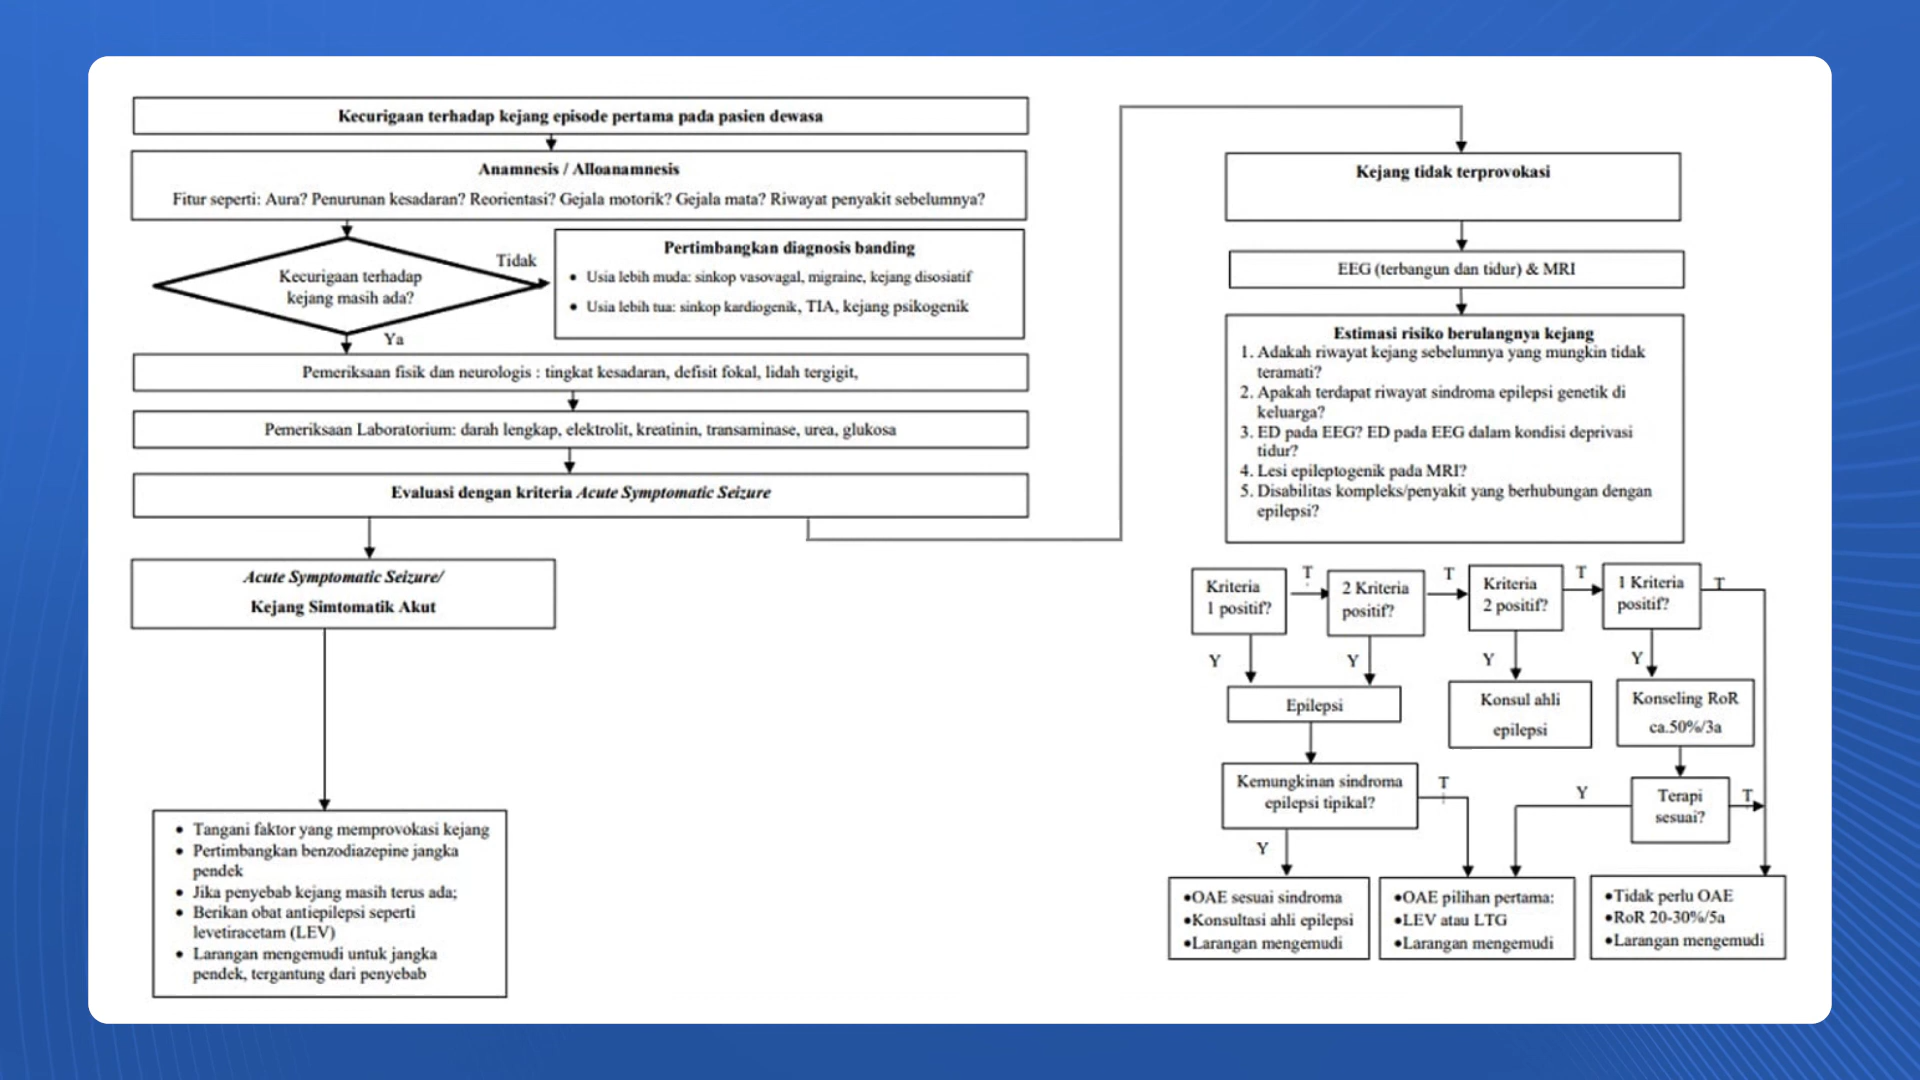 Kecurigaan terhadap kejang episode pertama pada pasien dewasa
Anamnesis / Alloanamnesis
Fitur seperti: Aura? Penurunan kesadaran? Reorientasi? Gejala motorik? Gejala mata? Riwayat penyakit sebelumnya?
Kecurigaan terhadap
kejang masih ada?
Tidak
Pertimbangkan diagnosis banding
• Usia lebih muda: sinkop vasovagal, migraine, kejang disosiatif
• Usia lebih tua: sinkop kardiogenik, TIA, kejang psikogenik
Ya
Pemeriksaan fisik dan neurologis : tingkat kesadaran, defisit fokal, lidah tergigit,
Pemeriksaan Laboratorium: darah lengkap, elektrolit, kreatinin, transaminase, urea, glukosa
Evaluasi dengan kriteria Acute Symptomatic Seizure
Acute Symptomatic Seizure/
Kejang Simtomatik Akut
• Tangani faktor yang memprovokasi kejang
• Pertimbangkan benzodiazepine jangka
pendek
• Jika penyebab kejang masih terus ada;
• Berikan obat antiepilepsi seperti
levetiracetam (LEV)
• Larangan mengemudi untuk jangka
pendek, tergantung dari penyebab
Kejang tidak terprovokasi
EEG (terbangun dan tidur) & MRI
Estimasi risiko berulangnya kejang
1. Adakah riwayat kejang sebelumnya yang mungkin tidak
teramati?
2. Apakah terdapat riwayat sindroma epilepsi genetik di
keluarga?
3. ED pada EEG? ED pada EEG dalam kondisi deprivasi
tidur?
4. Lesi epileptogenik pada MRI?
5. Disabilitas kompleks/penyakit yang berhubungan dengan
epilepsi?
Kriteria
1 positif?
T
2 Kriteria
positif?
T
Kriteria
2 positif?
T
1 Kriteria
positif?
T
Y
Y
Y
Y
Epilepsi
Konsul ahli
epilepsi
Konseling RoR
ca.50%/3a
Kemungkinan sindroma
epilepsi tipikal?
T
Y
Terapi
sesuai?
T
Y
•OAE sesuai sindroma
•Konsultasi ahli epilepsi
•Larangan mengemudi
•OAE pilihan pertama:
•LEV atau LTG
•Larangan mengemudi
•Tidak perlu OAE
•RoR 20-30%/5a
•Larangan mengemudi